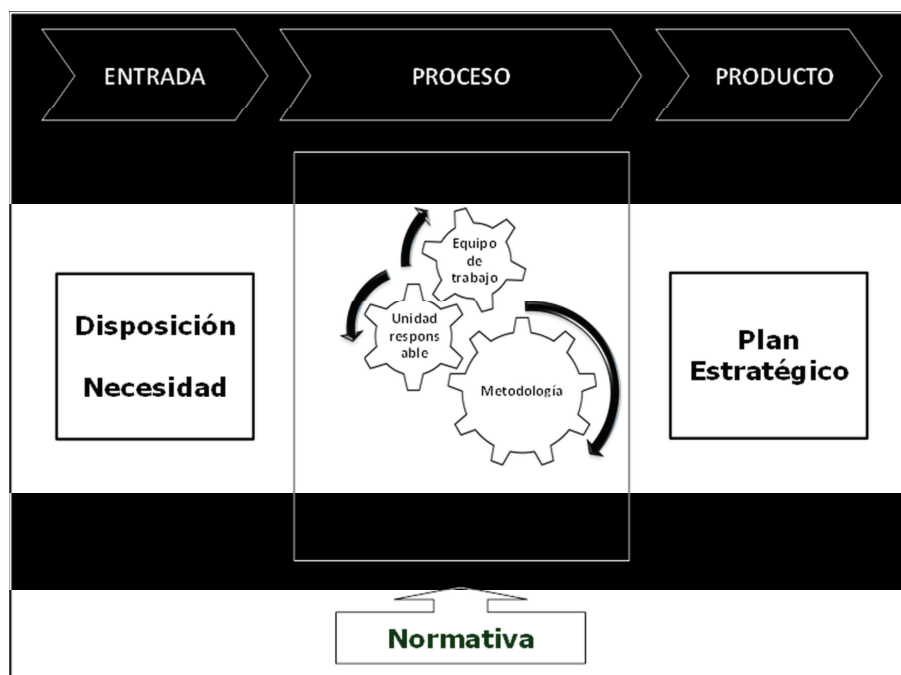 ENTRADA
PROCESO
PRODUCTO
Equipo
de
trabajo
Unidad
respons
able
Metodología
Disposición
Necesidad
Plan
Estratégico
Normativa